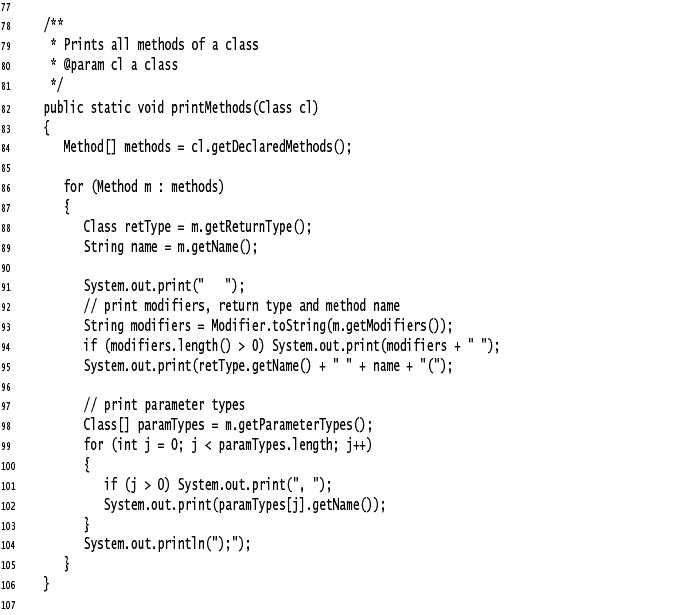 77
78 /**
79 * Prints all methods of a class
80 * @param cl a class
81 */
82 public static void printMethods(Class cl)
83 {
84 Method[] methods = cl.getDeclaredMethods();
85
86 for (Method m : methods)
87 {
88 Class retType = m.getReturnType();
89 String name = m.getName();
90
91 System.out.print("   ");
92 // print modifiers, return type and method name
93 String modifiers = Modifier.toString(m.getModifiers());
94 if (modifiers.length() > 0) System.out.print(modifiers + " ");
95 System.out.print(retType.getName() + " " + name + "(");
96
97 // print parameter types
98 Class[] paramTypes = m.getParameterTypes();
99 for (int j = 0; j < paramTypes.length; j++)
100 {
101 if (j > 0) System.out.print(", ");
102 System.out.print(paramTypes[j].getName());
103 }
104 System.out.println(");");
105 }
106 }
107